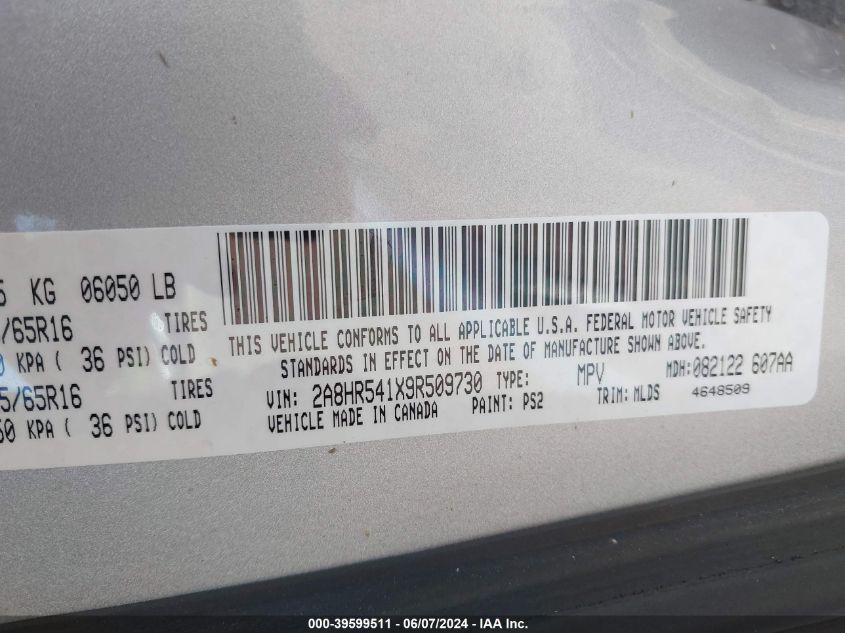 KG 06050 LB
/65R16 TIRES
KPA ( 36 PSI) COLD
5/65R16 TIRES
50 KPA ( 36 PSI) COLD
THIS VEHICLE CONFORMS TO ALL APPLICABLE U.S.A. FEDERAL MOTOR VEHICLE SAFETY
STANDARDS IN EFFECT ON THE DATE OF MANUFACTURE SHOWN ABOVE.
VIN: 2A8HR541X9R509730 TYPE: MPV MDH:082122 607AA
VEHICLE MADE IN CANADA PAINT: PS2 TRIM: MLDS 4648509
000-39599511 - 06/07/2024 - IAA Inc.